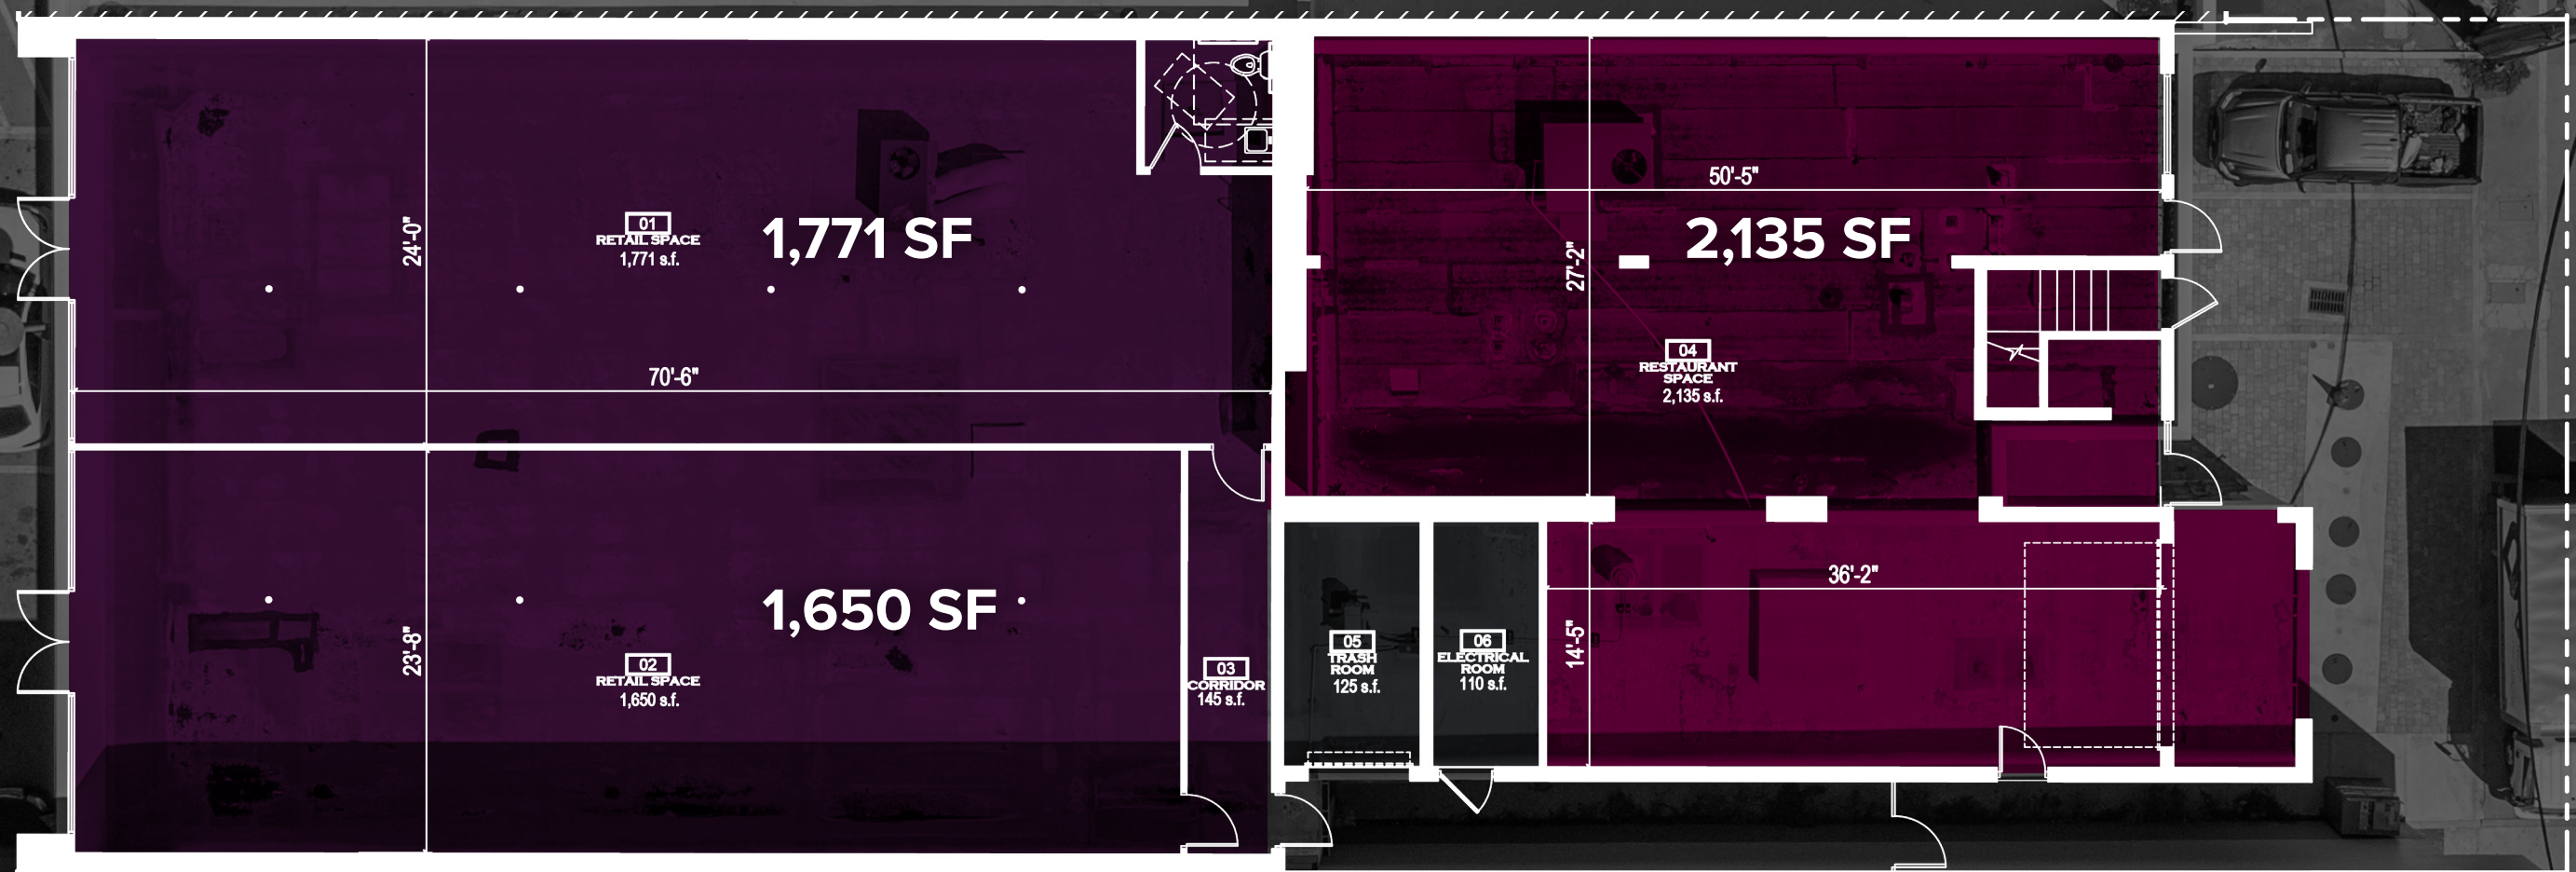 01
RETAIL SPACE
1,771 s.f.
1,771 SF
24'-0"
70'-6"
02
RETAIL SPACE
1,650 s.f.
1,650 SF
23'-8"
03
CORRIDOR
145 s.f.
50'-5"
2,135 SF
27'-2"
04
RESTAURANT
SPACE
2,135 s.f.
05
TRASH
ROOM
125 s.f.
06
ELECTRICAL
ROOM
110 s.f.
14'-5"
36'-2"